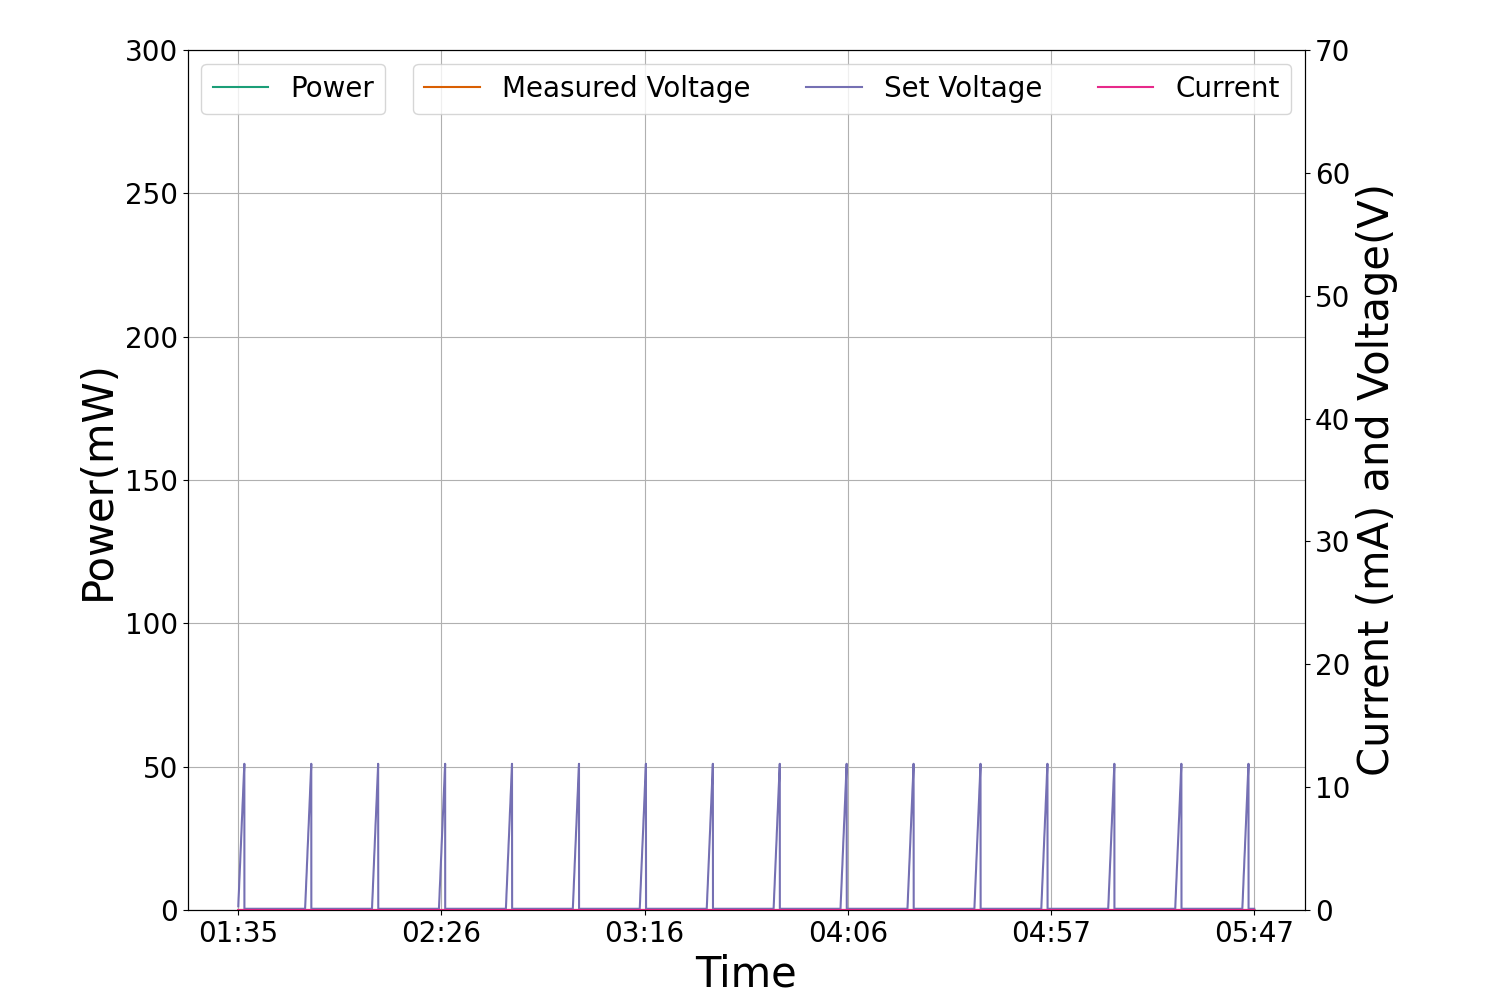 Power
Measured Voltage
Set Voltage
Current
300
250
200
150
100
50
0
Power(mW)
70
60
50
40
30
20
10
0
Current (mA) and Voltage(V)
01:35 02:26 03:16 04:06 04:57 05:47
Time